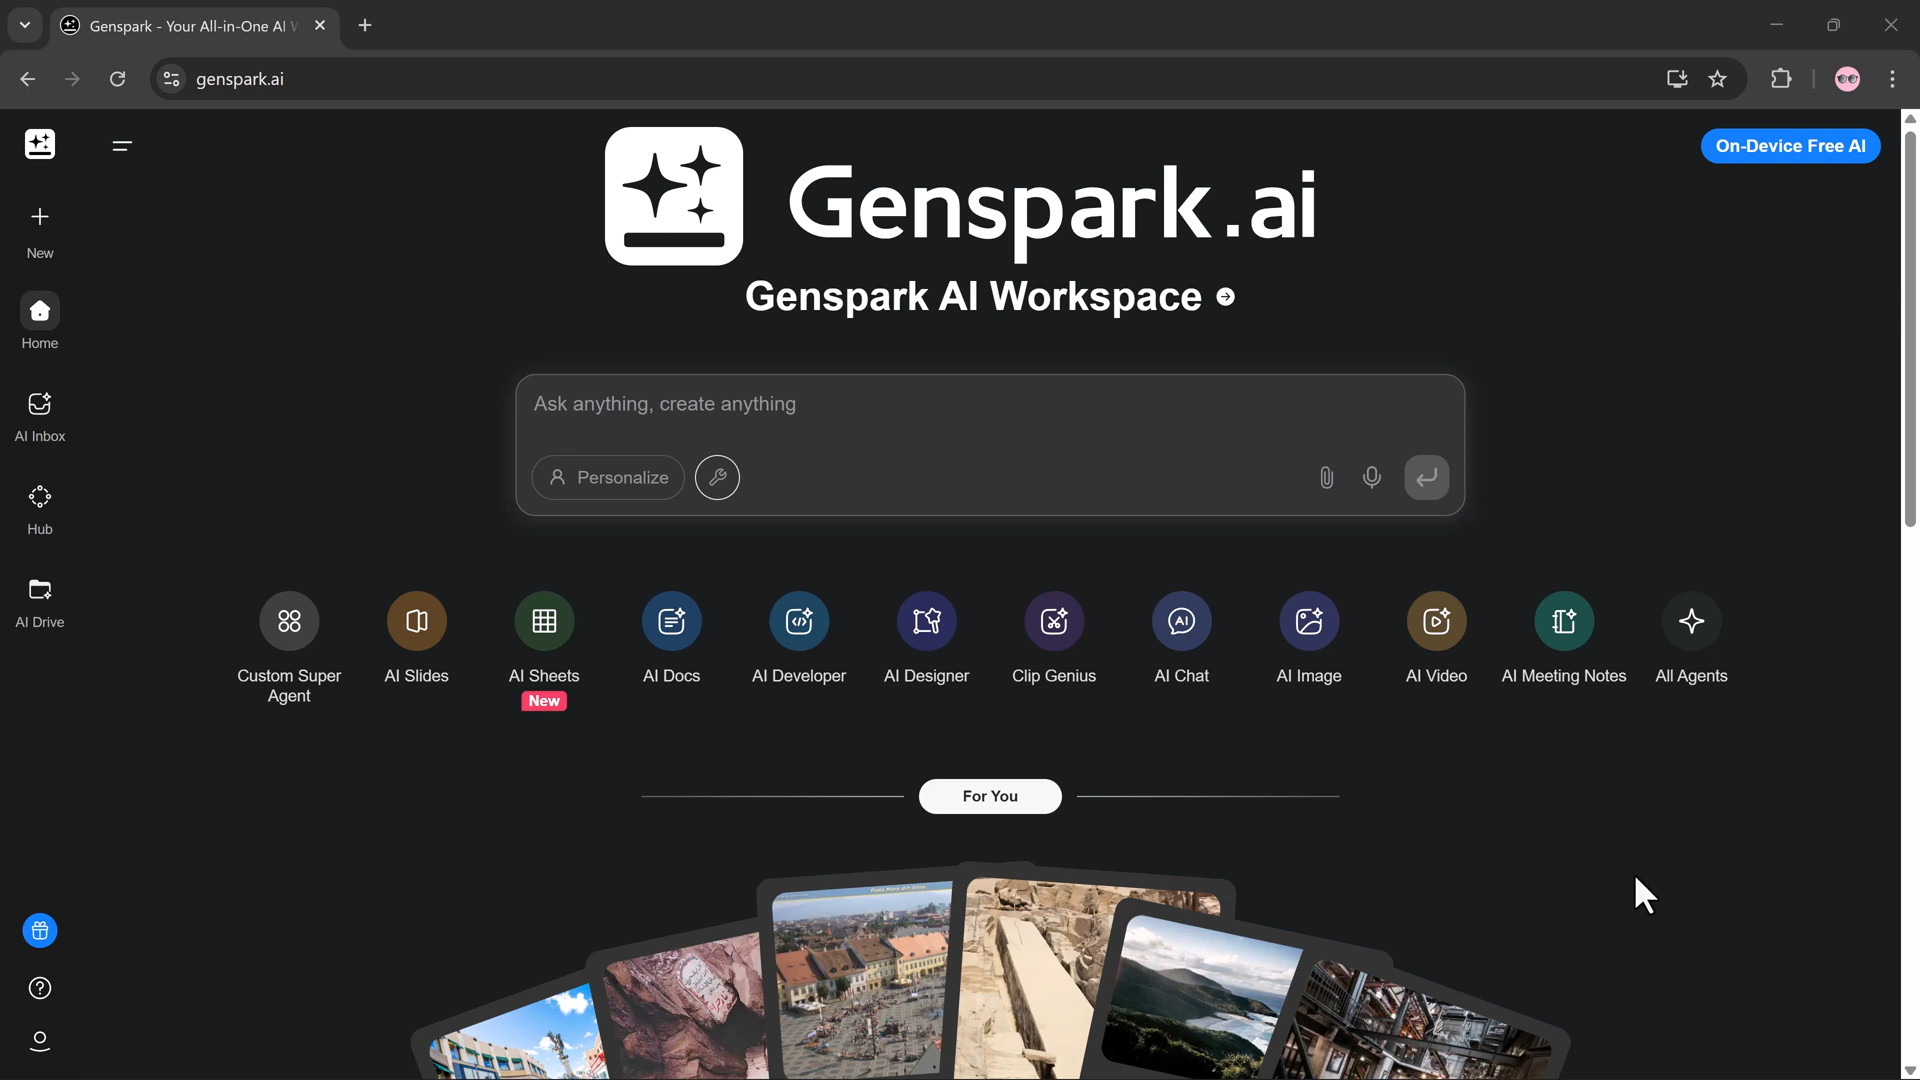 Genspark - Your All-in-One AI
genspark.ai
On-Device Free AI
Genspark.ai
Genspark AI Workspace
New
Home
AI Inbox
Hub
AI Drive
Ask anything, create anything
Personalize
Custom Super
Agent
AI Slides
AI Sheets
New
AI Docs
AI Developer
AI Designer
Clip Genius
AI Chat
AI Image
AI Video
AI Meeting Notes
All Agents
For You